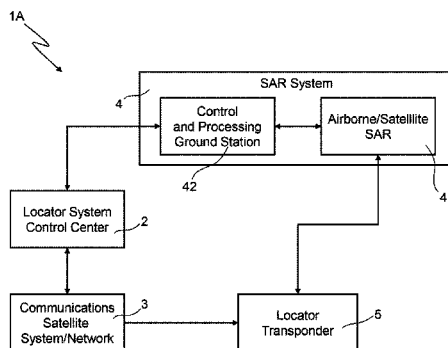 1A
4
SAR System
Control
and Processing
Ground Station
42
Airborne/Satellite
SAR
4
Locator System
Control Center
2
Communications
Satellite
System/Network
3
Locator
Transponder
5